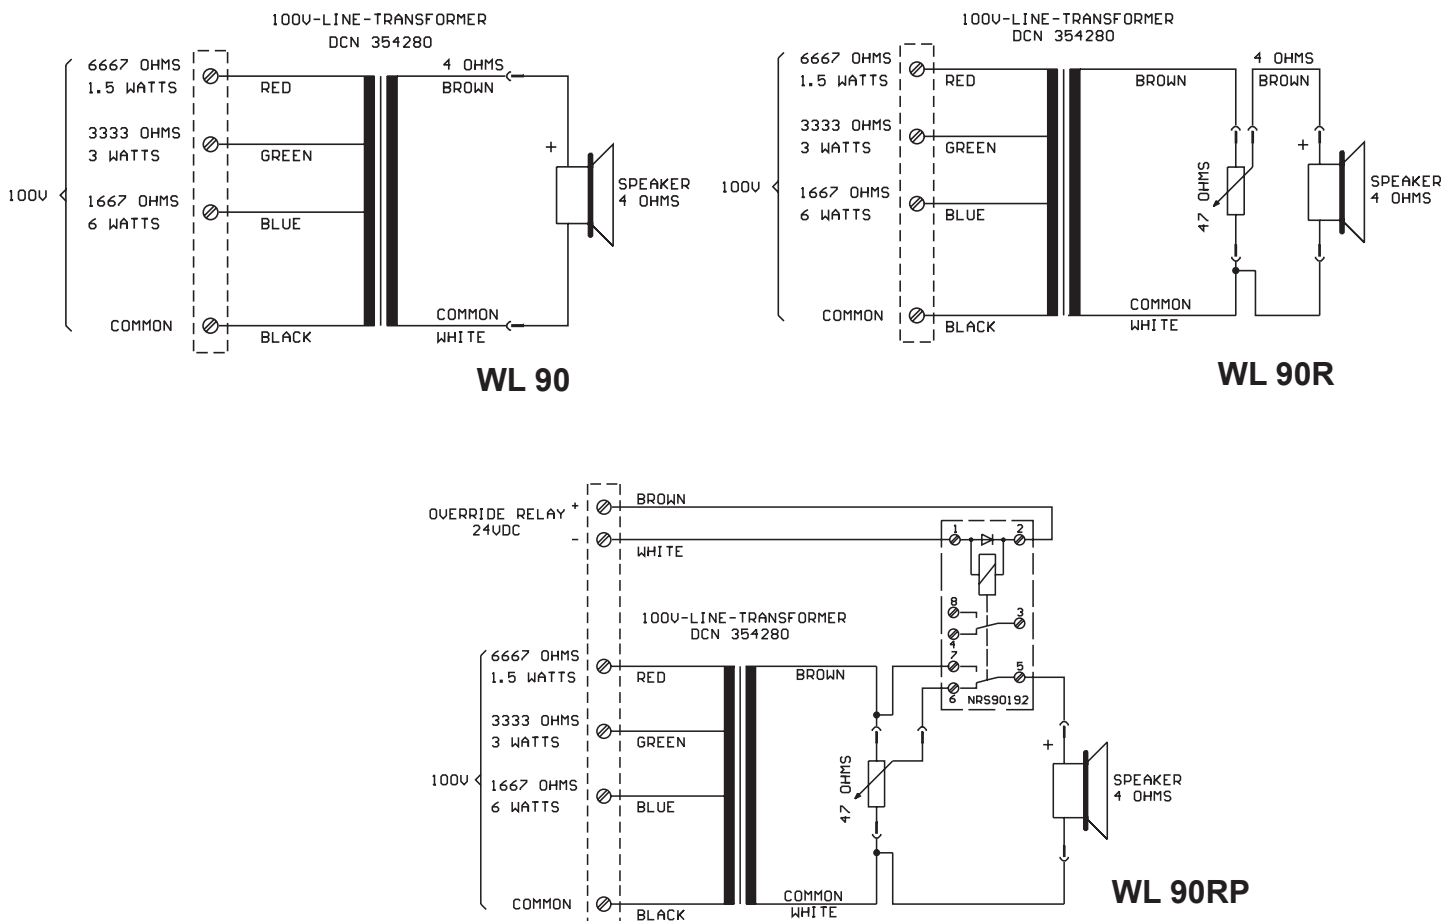 100V-LINE-TRANSFORMER
DCN 354280
6667 OHMS
1.5 WATTS
RED
4 OHMS
BROWN
3333 OHMS
3 WATTS
GREEN
+
100V
1667 OHMS
6 WATTS
BLUE
SPEAKER
4 OHMS
COMMON
BLACK
COMMON
WHITE
WL 90
100V-LINE-TRANSFORMER
DCN 354280
6667 OHMS
1.5 WATTS
RED
BROWN
4 OHMS
BROWN
3333 OHMS
3 WATTS
GREEN
+
100V
1667 OHMS
6 WATTS
BLUE
47 OHMS
SPEAKER
4 OHMS
COMMON
BLACK
COMMON
WHITE
WL 90R
OVERRIDE RELAY
24VDC
+
-
BROWN
WHITE
1
2
8
3
4
7
5
6
NRS90192
100V-LINE-TRANSFORMER
DCN 354280
6667 OHMS
1.5 WATTS
RED
BROWN
3333 OHMS
3 WATTS
GREEN
+
100V
1667 OHMS
6 WATTS
BLUE
47 OHMS
SPEAKER
4 OHMS
COMMON
BLACK
COMMON
WHITE
WL 90RP